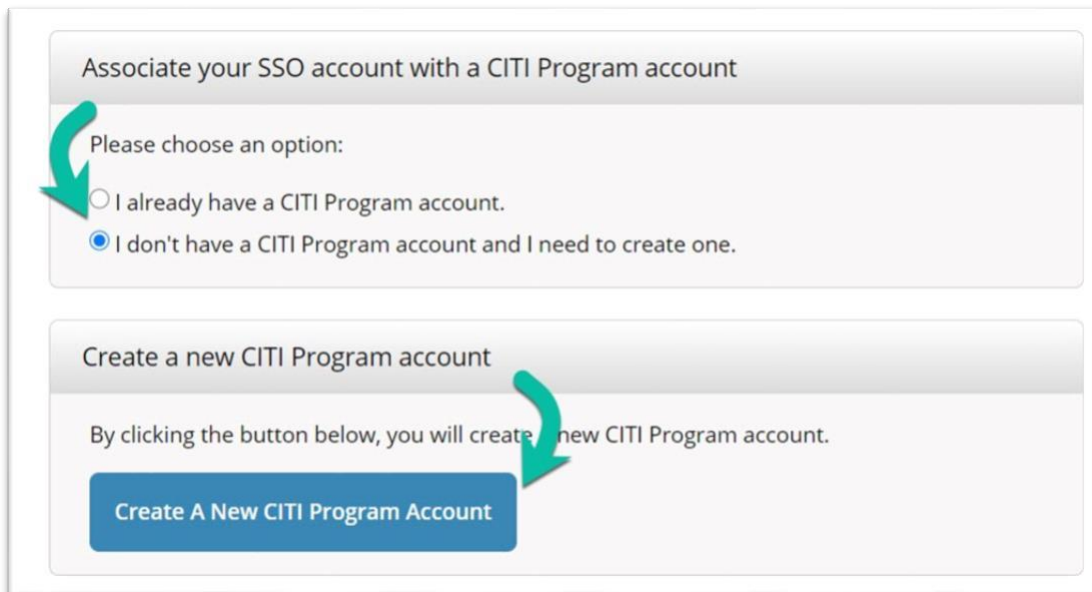 Associate your SSO account with a CITI Program account
Please choose an option:
I already have a CITI Program account.
I don't have a CITI Program account and I need to create one.
Create a new CITI Program account
By clicking the button below, you will create new CITI Program account.
Create A New CITI Program Account